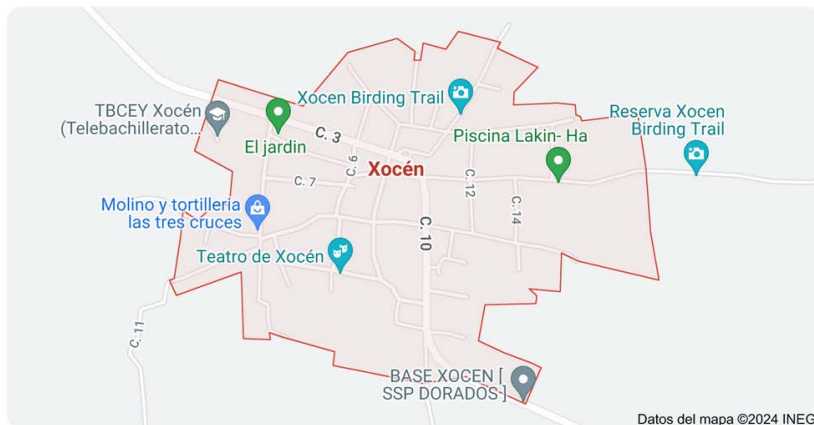 TBCEY Xocén
(Telebachillerato...
El jardin
C. 3
Xocen Birding Trail
Piscina Lakin- Ha
Reserva Xocen
Birding Trail
Xocén
C. 9
C. 7
C. 12
C. 14
Molino y tortilleria
las tres cruces
C. 10
Teatro de Xocén
C. 11
BASE XOCEN [
SSP DORADOS ]
Datos del mapa ©2024 INEG